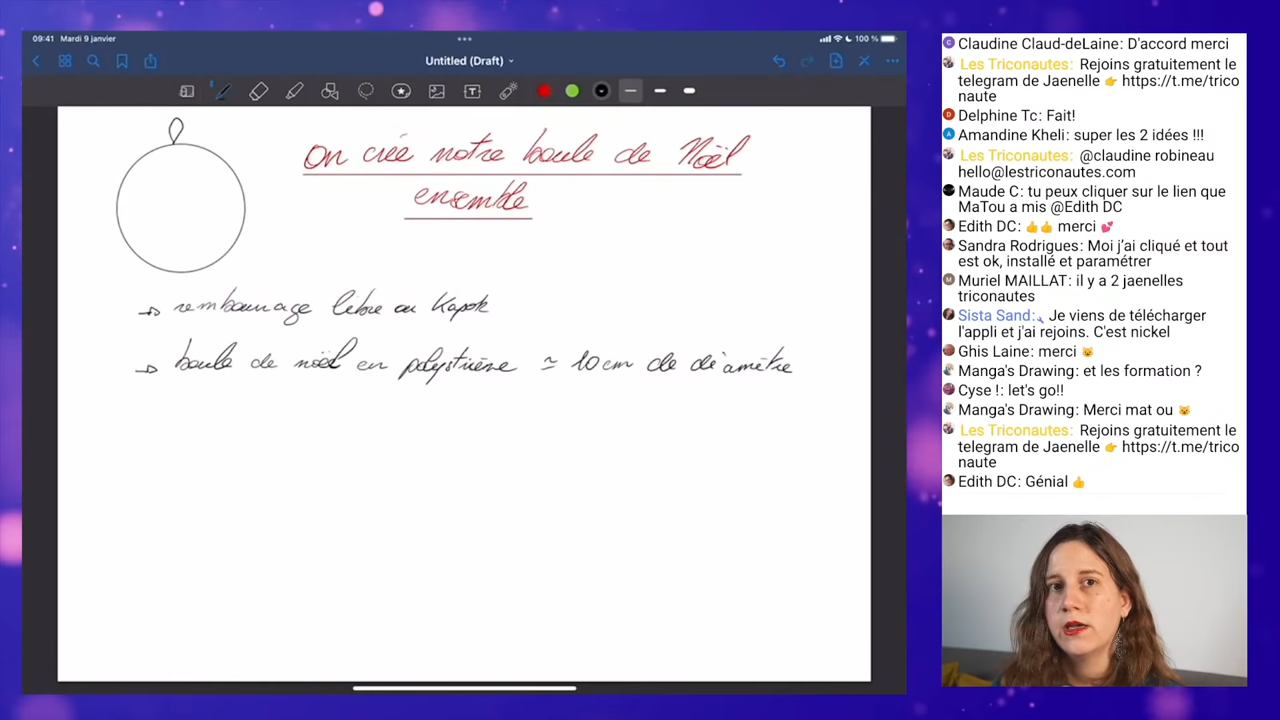 09:41 Mardi 9 janvier
100 %
Untitled (Draft)
On crée notre boule de Noël
ensemble
rembourrage libre ou Kapok
boule de noël en polystirène ≃ 10cm de diamètre
Claudine Claud-deLaine: D'accord merci
Les Triconautes: Rejoins gratuitement le
telegram de Jaenelle 👉 https://t.me/trico
naute
Delphine Tc: Fait!
Amandine Kheli: super les 2 idées !!!
Les Triconautes: @claudine robineau
hello@lestriconautes.com
Maude C: tu peux cliquer sur le lien que
MaTou a mis @Edith DC
Edith DC: 👍👍 merci 💕
Sandra Rodrigues: Moi j'ai cliqué et tout
est ok, installé et paramétrer
Muriel MAILLAT: il y a 2 jaenelles
triconautes
Sista Sand: Je viens de télécharger
l'appli et j'ai rejoins. C'est nickel
Ghis Laine: merci 😺
Manga's Drawing: et les formation ?
Cyse !: let's go!!
Manga's Drawing: Merci mat ou 😺
Les Triconautes: Rejoins gratuitement le
telegram de Jaenelle 👉 https://t.me/trico
naute
Edith DC: Génial 👍